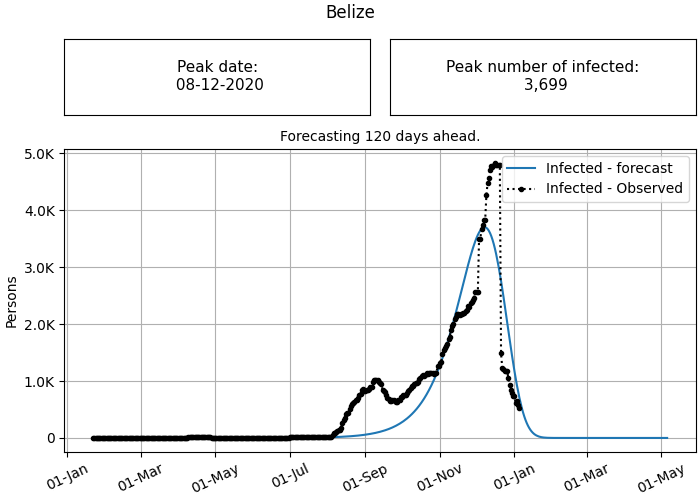 Belize
Peak date:
08-12-2020
Peak number of infected:
3,699
Forecasting 120 days ahead.
5.0K
4.0K
3.0K
2.0K
1.0K
0
Persons
Infected - forecast
Infected - Observed
01-Jan
01-Mar
01-May
01-Jul
01-Sep
01-Nov
01-Jan
01-Mar
01-May